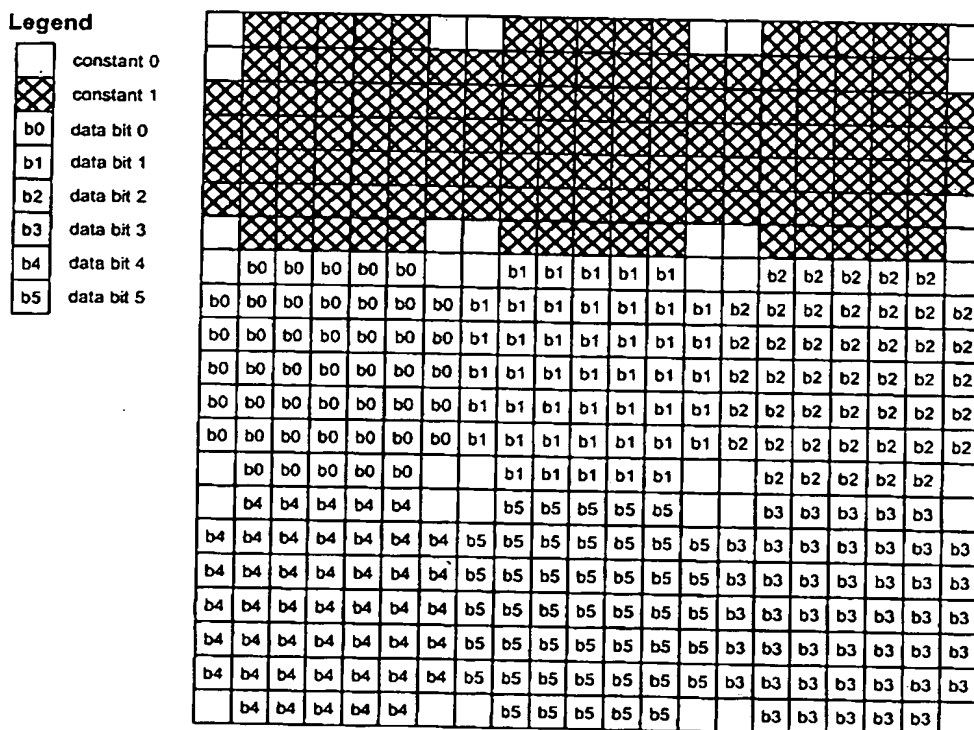 Legend
constant 0
constant 1
b0 data bit 0
b1 data bit 1
b2 data bit 2
b3 data bit 3
b4 data bit 4
b5 data bit 5
b0 b0 b0 b0 b0 b1 b1 b1 b1 b1 b2 b2 b2 b2 b2
b0 b0 b0 b0 b0 b0 b0 b1 b1 b1 b1 b1 b1 b1 b2 b2 b2 b2 b2 b2 b2
b0 b0 b0 b0 b0 b0 b0 b1 b1 b1 b1 b1 b1 b1 b2 b2 b2 b2 b2 b2 b2
b0 b0 b0 b0 b0 b0 b0 b1 b1 b1 b1 b1 b1 b1 b2 b2 b2 b2 b2 b2 b2
b0 b0 b0 b0 b0 b0 b0 b1 b1 b1 b1 b1 b1 b1 b2 b2 b2 b2 b2 b2 b2
b0 b0 b0 b0 b0 b0 b0 b1 b1 b1 b1 b1 b1 b1 b2 b2 b2 b2 b2 b2 b2
b0 b0 b0 b0 b0 b1 b1 b1 b1 b1 b2 b2 b2 b2 b2
b4 b4 b4 b4 b4 b5 b5 b5 b5 b5 b3 b3 b3 b3 b3
b4 b4 b4 b4 b4 b4 b4 b5 b5 b5 b5 b5 b5 b5 b3 b3 b3 b3 b3 b3 b3
b4 b4 b4 b4 b4 b4 b4 b5 b5 b5 b5 b5 b5 b5 b3 b3 b3 b3 b3 b3 b3
b4 b4 b4 b4 b4 b4 b4 b5 b5 b5 b5 b5 b5 b5 b3 b3 b3 b3 b3 b3 b3
b4 b4 b4 b4 b4 b4 b4 b5 b5 b5 b5 b5 b5 b5 b3 b3 b3 b3 b3 b3 b3
b4 b4 b4 b4 b4 b4 b4 b5 b5 b5 b5 b5 b5 b5 b3 b3 b3 b3 b3 b3 b3
b4 b4 b4 b4 b4 b5 b5 b5 b5 b5 b3 b3 b3 b3 b3